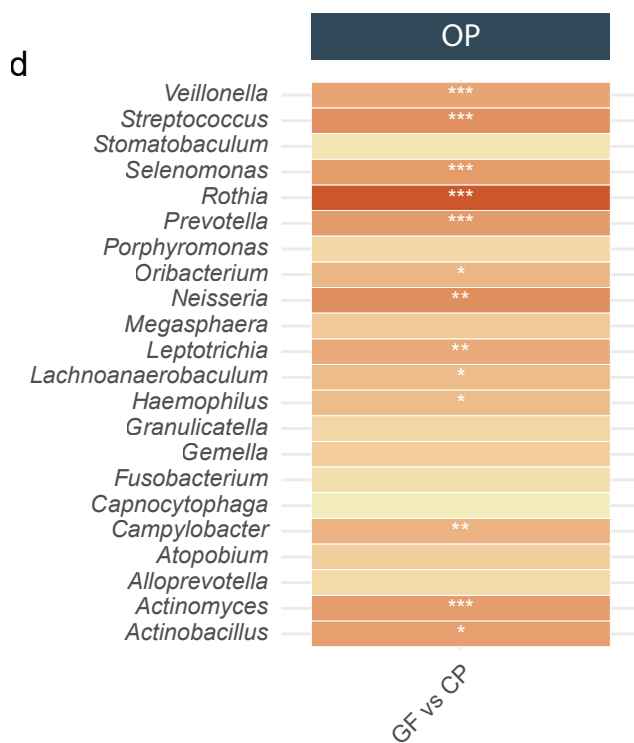 OP
d
Veillonella ***
Streptococcus ***
Stomatobaculum
Selenomonas ***
Rothia ***
Prevotella ***
Porphyromonas
Oribacterium *
Neisseria **
Megasphaera
Leptotrichia **
Lachnoanaerobaculum *
Haemophilus *
Granulicatella
Gemella
Fusobacterium
Capnocytophaga
Campylobacter **
Atopobium
Alloprevotella
Actinomyces ***
Actinobacillus *
GF vs CP